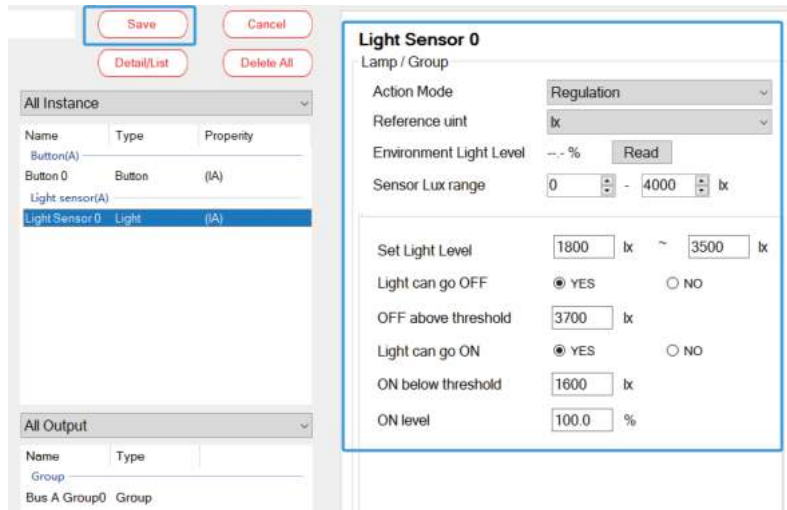 Save Cancel
Detail/List Delete All
All Instance
Name Type Properity
Button(A)
Button 0 Button (IA)
Light sensor(A)
Light Sensor 0 Light (IA)
All Output
Name Type
Group
Bus A Group0 Group
Light Sensor 0
Lamp / Group
Action Mode Regulation
Reference uint lx
Environment Light Level --.- % Read
Sensor Lux range 0 - 4000 lx
Set Light Level 1800 lx ~ 3500 lx
Light can go OFF YES NO
OFF above threshold 3700 lx
Light can go ON YES NO
ON below threshold 1600 lx
ON level 100.0 %